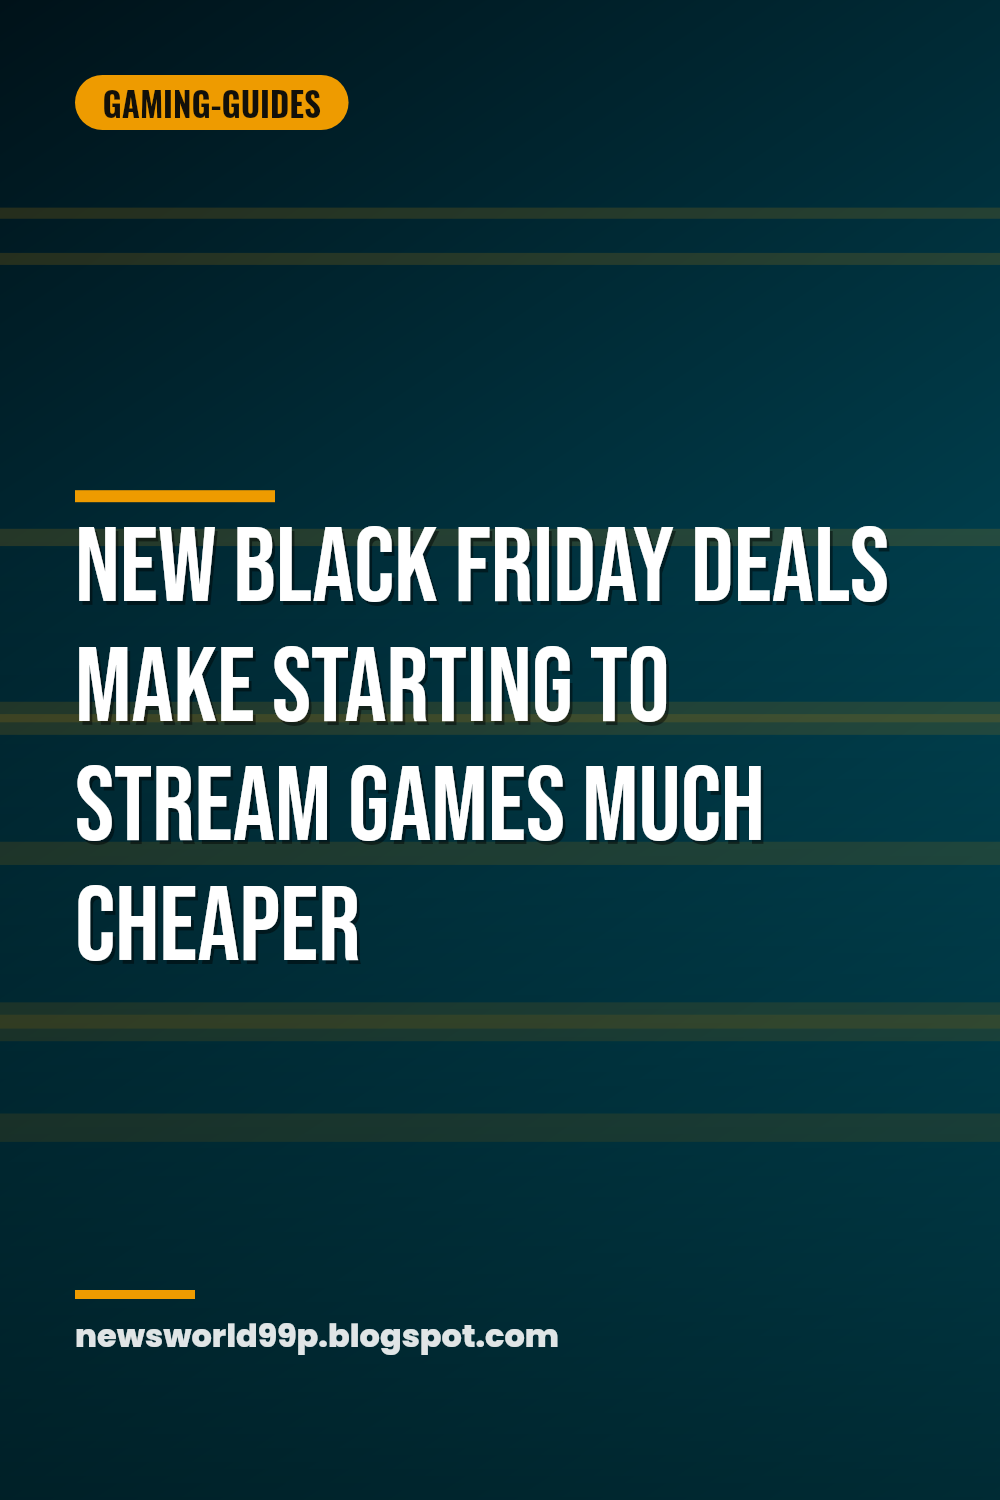 GAMING-GUIDES
NEW BLACK FRIDAY DEALS
MAKE STARTING TO
STREAM GAMES MUCH
CHEAPER
newsworld99p.blogspot.com